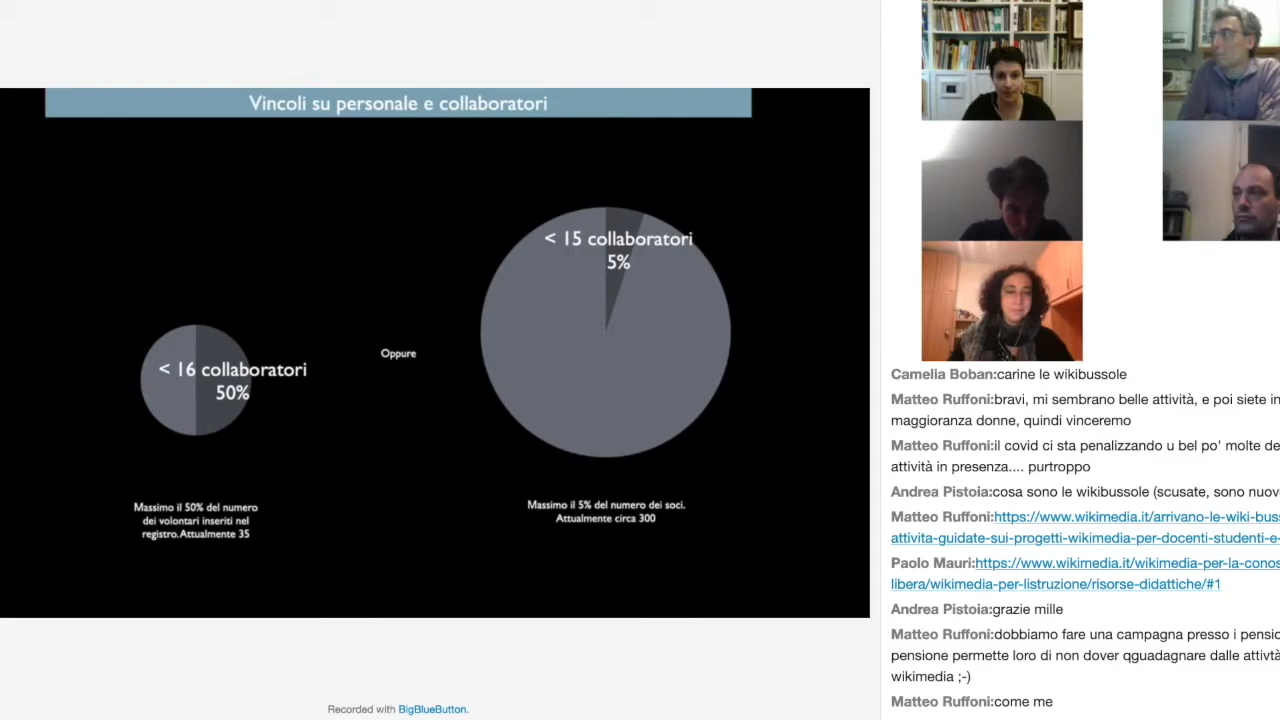 Vincoli su personale e collaboratori
< 15 collaboratori
5%
Oppure
< 16 collaboratori
50%
Massimo il 50% del numero
dei volontari inseriti nel
registro. Attualmente 35
Massimo il 5% del numero dei soci.
Attualmente circa 300
Recorded with BigBlueButton.
Camelia Boban:carine le wikibussole
Matteo Ruffoni:bravi, mi sembrano belle attività, e poi siete in
maggioranza donne, quindi vinceremo
Matteo Ruffoni:il covid ci sta penalizzando u bel po' molte de
attività in presenza.... purtroppo
Andrea Pistoia:cosa sono le wikibussole (scusate, sono nuov
Matteo Ruffoni:https://www.wikimedia.it/arrivano-le-wiki-bus
attivita-guidate-sui-progetti-wikimedia-per-docenti-studenti-e-
Paolo Mauri:https://www.wikimedia.it/wikimedia-per-la-conos
libera/wikimedia-per-listruzione/risorse-didattiche/#1
Andrea Pistoia:grazie mille
Matteo Ruffoni:dobbiamo fare una campagna presso i pensio
pensione permette loro di non dover qguadagnare dalle attivtà
wikimedia ;-)
Matteo Ruffoni:come me